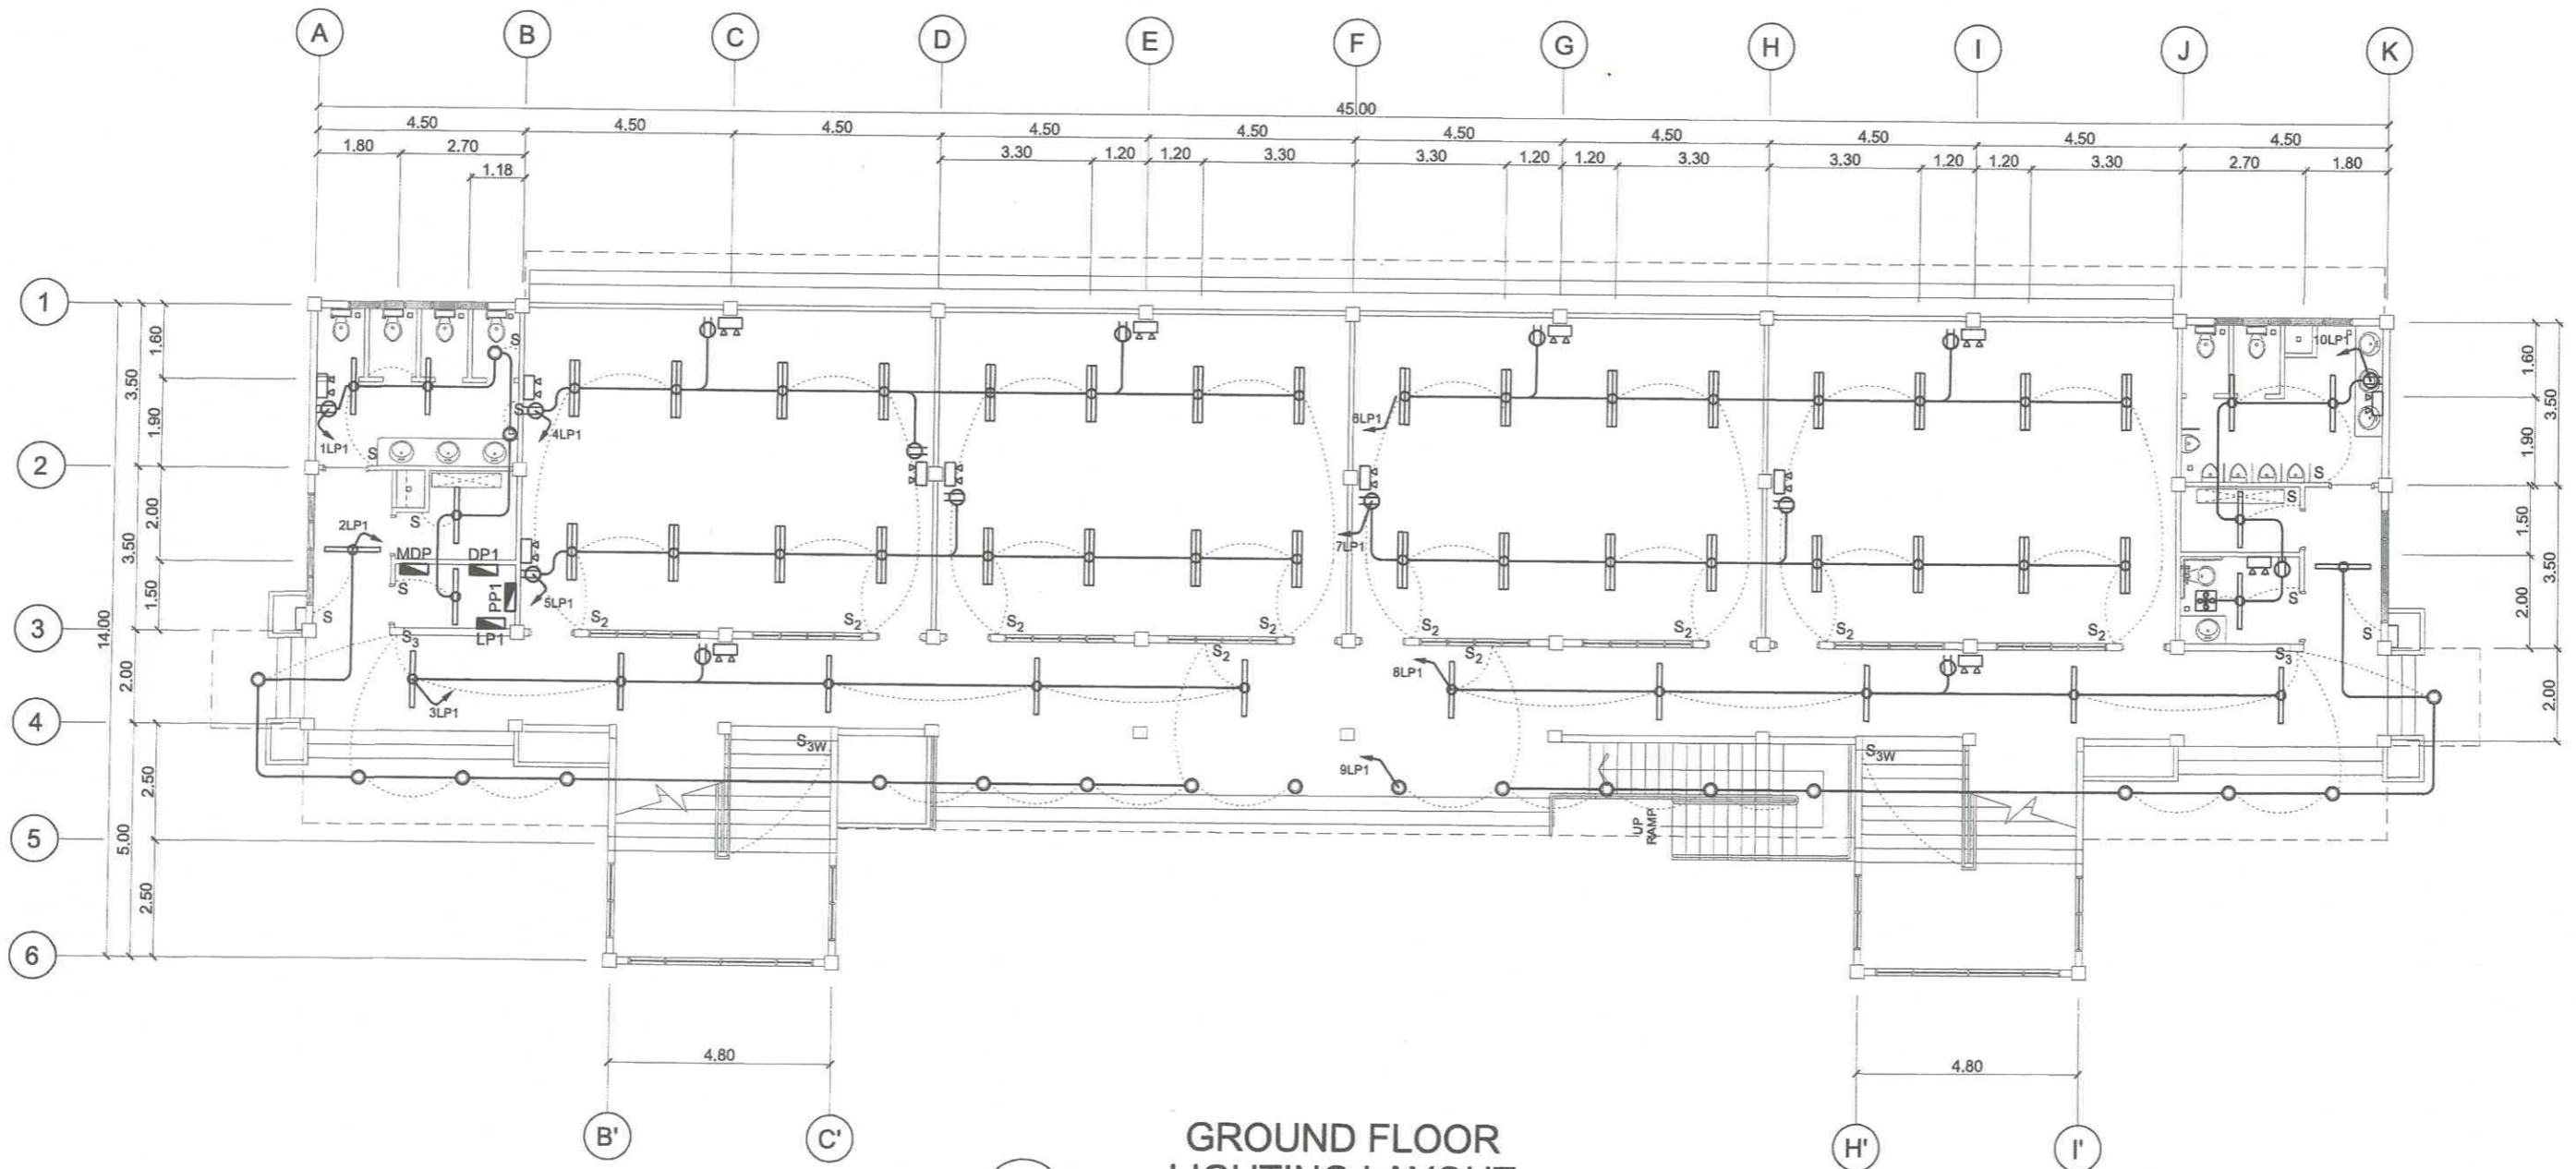 A B C D E F G H I J K
45.00
4.50 4.50 4.50 4.50 4.50 4.50 4.50 4.50 4.50 4.50
1.80 2.70 3.30 1.20 1.20 3.30 3.30 1.20 1.20 3.30 3.30 1.20 1.20 3.30 2.70 1.80
1.18
1
2
3
4
5
6
14.00
3.50
3.50
2.00
5.00
1.60
1.90
2.00
1.50
2.50
2.50
1.60
1.90
1.50
2.00
3.50
3.50
2.00
S
S
S
1LP1
4LP1
6LP1
10LP1
S
S
2LP1
S
MDP DP1
S
PP1
LP1
5LP1
7LP1
S
S
S
S
S3
S2 S2 S2 S2 S2 S2 S2 S2
S2
S2
S3
3LP1
8LP1
S3W
9LP1
S3W
UP
RAMP
4.80
4.80
B' C' H' I'
GROUND FLOOR
LIGHTING LAYOUT